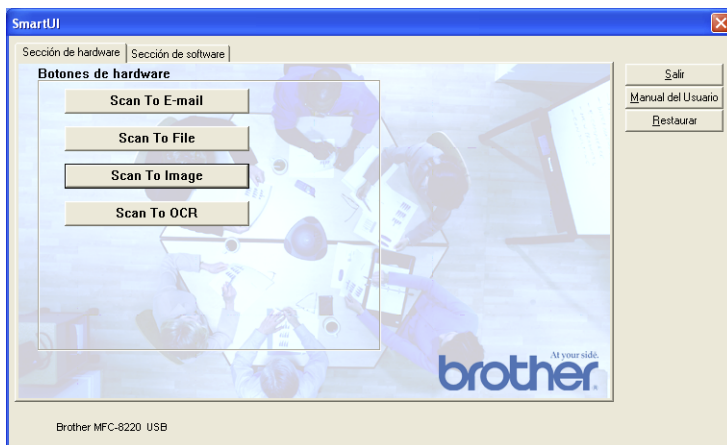 SmartUI
Sección de hardware
Sección de software
Botones de hardware
Scan To E-mail
Scan To File
Scan To Image
Scan To OCR
Salir
Manual del Usuario
Restaurar
At your side.
brother
Brother MFC-8220 USB